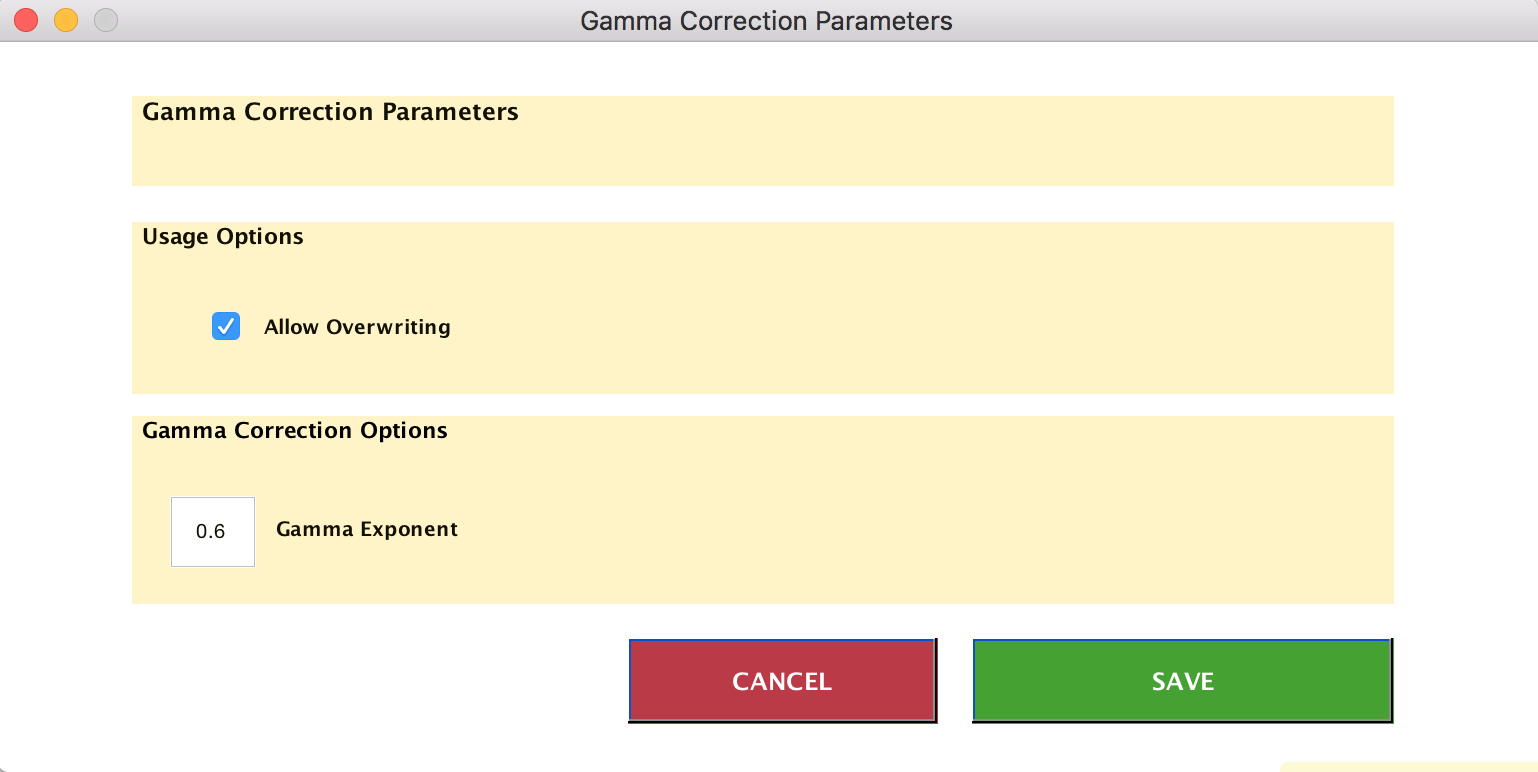 Gamma Correction Parameters
Gamma Correction Parameters
Usage Options
Allow Overwriting
Gamma Correction Options
0.6 Gamma Exponent
CANCEL SAVE